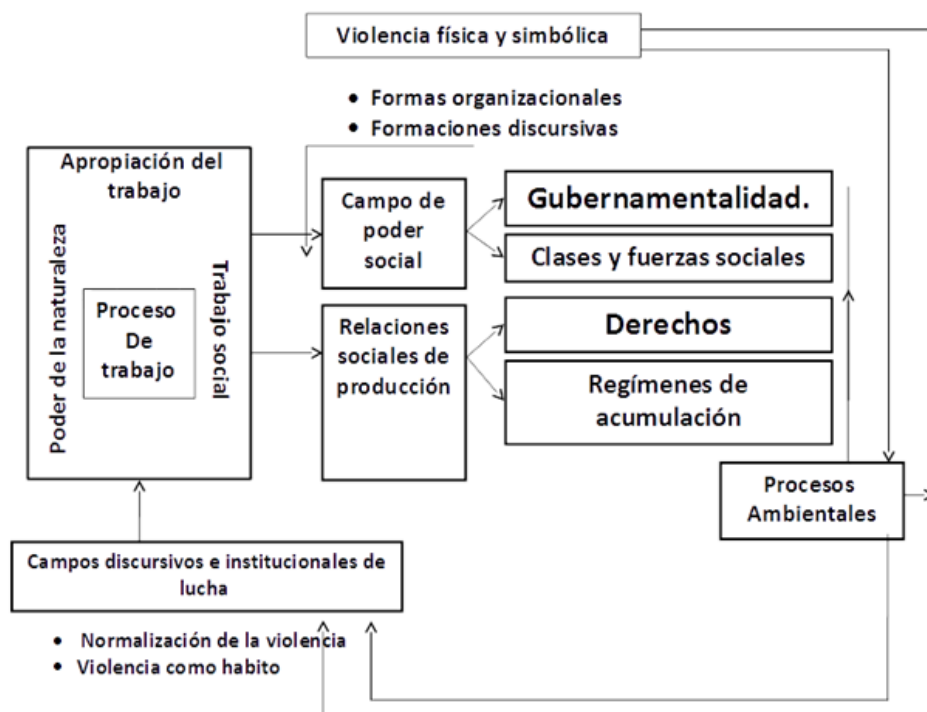 Violencia física y simbólica
• Formas organizacionales
• Formaciones discursivas
Apropiación del
trabajo
Poder de la naturaleza
Proceso
De
trabajo
Trabajo social
Campo de
poder
social
Gubernamentalidad.
Clases y fuerzas sociales
Relaciones
sociales de
producción
Derechos
Regímenes de
acumulación
Procesos
Ambientales
Campos discursivos e institucionales de
lucha
• Normalización de la violencia
• Violencia como habito